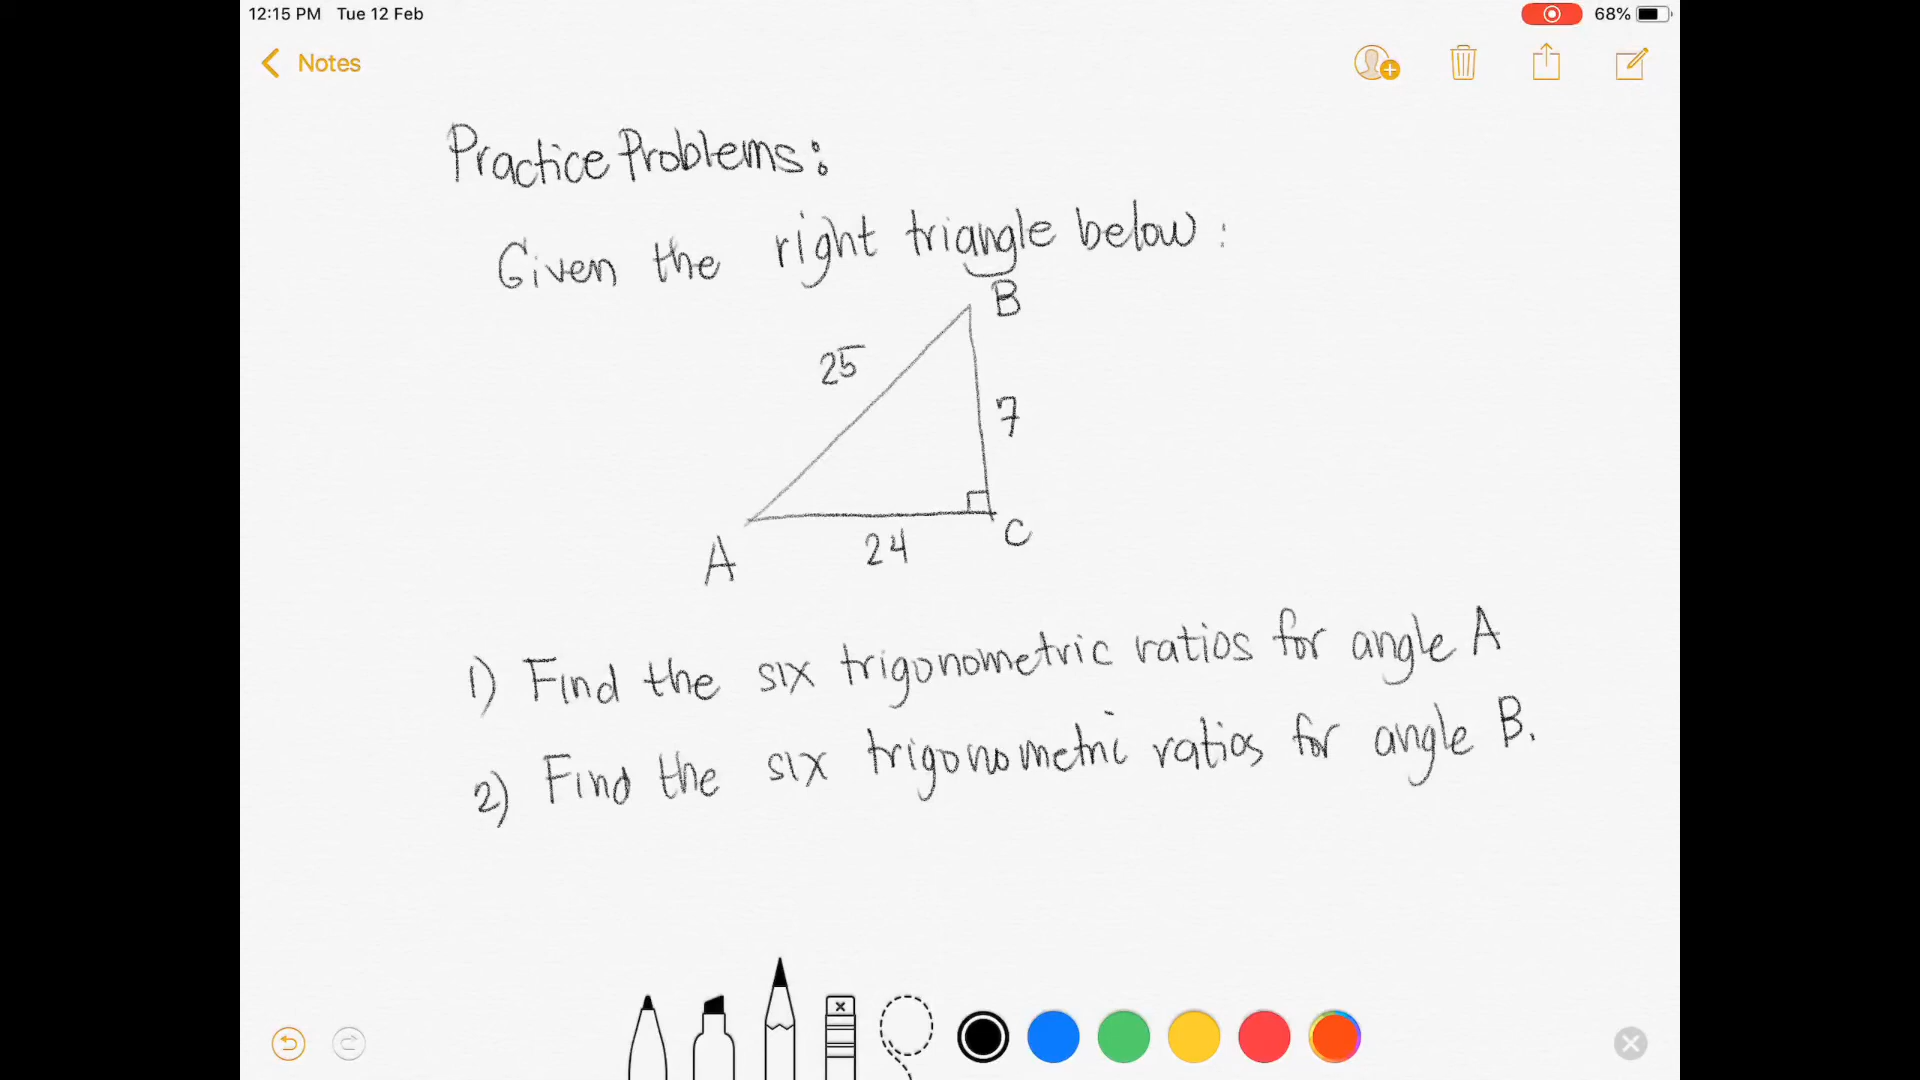 12:15 PM Tue 12 Feb
68%
Notes
Practice Problems:
Given the right triangle below:
B
25
7
A
24
C
1) Find the six trigonometric ratios for angle A
2) Find the six trigonometric ratios for angle B.